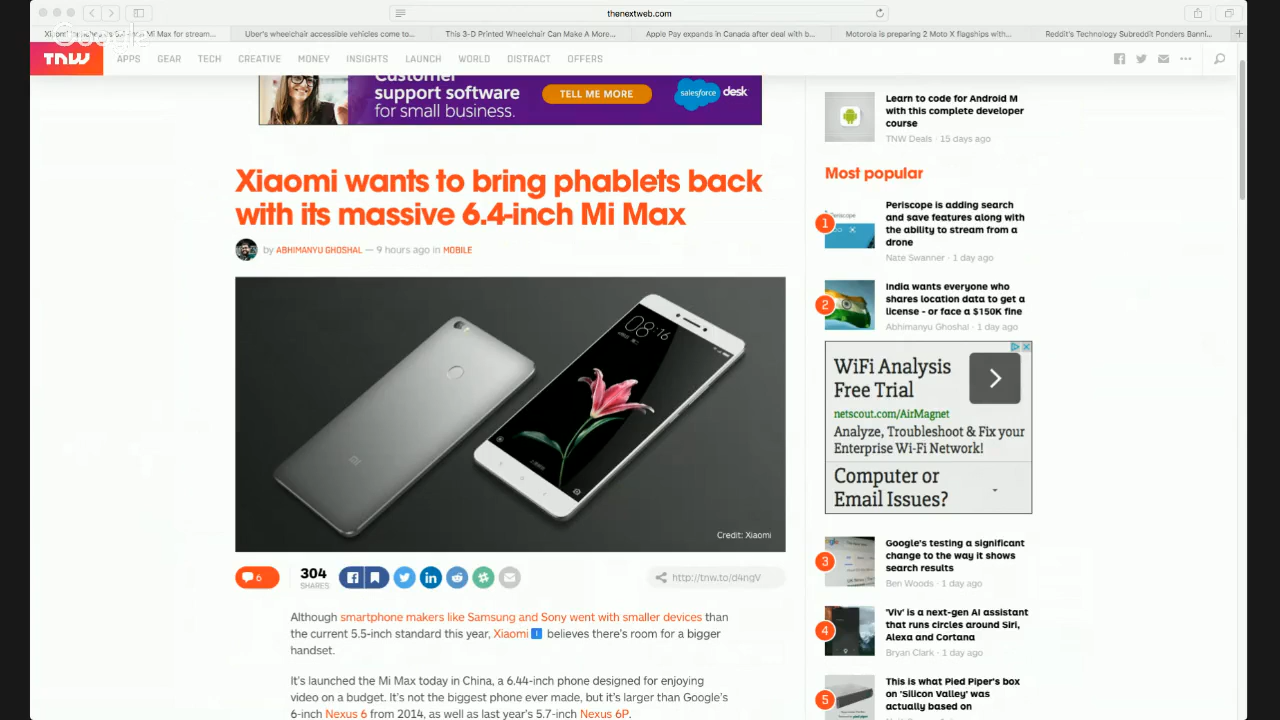 thenextweb.com
Xiaomi
Mi Max for stream...
Google
Uber's wheelchair accessible vehicles come to...
This 3-D Printed Wheelchair Can Make A More...
Apple Pay expands in Canada after deal with b...
Motorola is preparing 2 Moto X flagships with...
Reddit's Technology Subreddit Ponders Banni...
TNW
APPS
GEAR
TECH
CREATIVE
MONEY
INSIGHTS
LAUNCH
WORLD
DISTRACT
OFFERS
Customer
support software
for small business.
TELL ME MORE
salesforce desk
Xiaomi wants to bring phablets back
with its massive 6.4-inch Mi Max
by ABHIMANYU GHOSHAL — 9 hours ago in MOBILE
08:16
Credit: Xiaomi
6
304
SHARES
http://tnw.to/d4ngV
Although smartphone makers like Samsung and Sony went with smaller devices than
the current 5.5-inch standard this year, Xiaomi believes there's room for a bigger
handset.
It's launched the Mi Max today in China, a 6.44-inch phone designed for enjoying
video on a budget. It's not the biggest phone ever made, but it's larger than Google's
6-inch Nexus 6 from 2014, as well as last year's 5.7-inch Nexus 6P.
Learn to code for Android M
with this complete developer
course
TNW Deals · 15 days ago
Most popular
1
Periscope is adding search
and save features along with
the ability to stream from a
drone
Nate Swanner · 1 day ago
2
India wants everyone who
shares location data to get a
license - or face a $150K fine
Abhimanyu Ghoshal · 1 day ago
WiFi Analysis
Free Trial
netscout.com/AirMagnet
Analyze, Troubleshoot & Fix your
Enterprise Wi-Fi Network!
Computer or
Email Issues?
3
Google's testing a significant
change to the way it shows
search results
Ben Woods · 1 day ago
4
'Viv' is a next-gen AI assistant
that runs circles around Siri,
Alexa and Cortana
Bryan Clark · 1 day ago
5
This is what Pied Piper's box
on 'Silicon Valley' was
actually based on